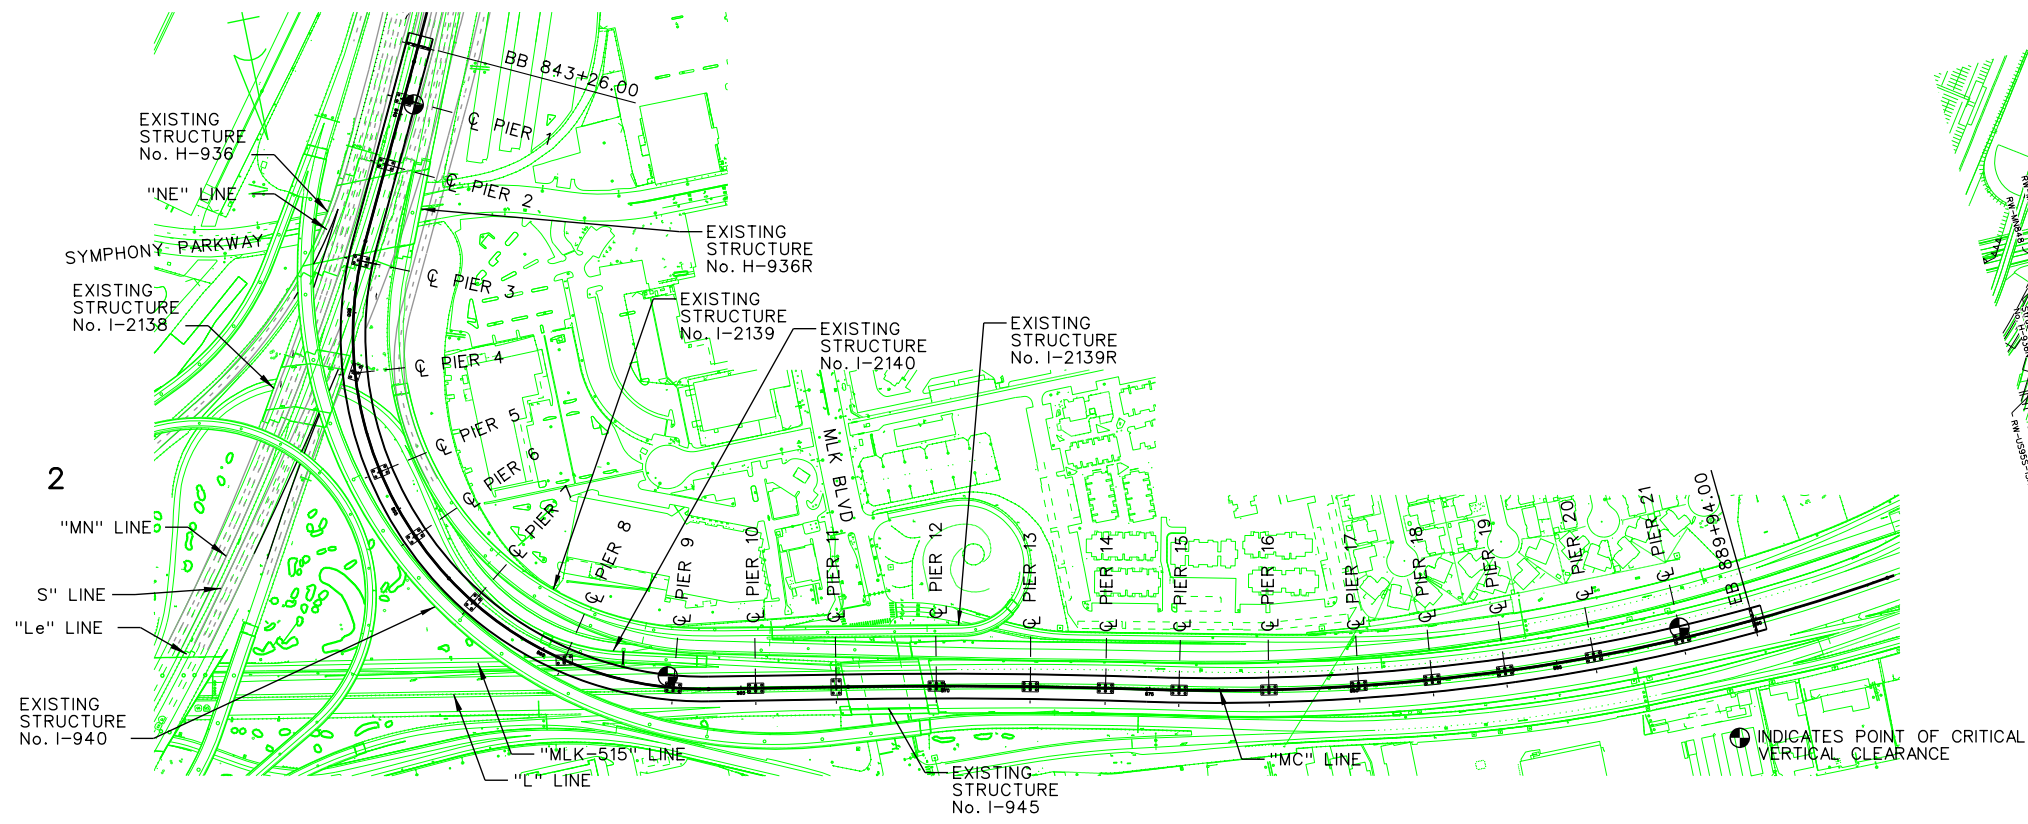 BB 843+26.00
EXISTING
STRUCTURE
No. H-936
℄ PIER 1
"NE" LINE
℄ PIER 2
SYMPHONY PARKWAY
EXISTING
STRUCTURE
No. H-936R
℄ PIER 3
EXISTING
STRUCTURE
No. I-2138
EXISTING
STRUCTURE
No. I-2139
EXISTING
STRUCTURE
No. I-2140
EXISTING
STRUCTURE
No. I-2139R
℄ PIER 4
℄ PIER 5
℄ PIER 6
℄ PIER 7
℄ PIER 8
℄ PIER 9
℄ PIER 10
℄ PIER 11
MLK BLVD
℄ PIER 12
℄ PIER 13
℄ PIER 14
℄ PIER 15
℄ PIER 16
℄ PIER 17
℄ PIER 18
℄ PIER 19
℄ PIER 20
℄ PIER 21
EB 889+94.00
2
"MN" LINE
S" LINE
"Le" LINE
EXISTING
STRUCTURE
No. I-940
"MLK-515" LINE
"L" LINE
EXISTING
STRUCTURE
No. I-945
"MC" LINE
INDICATES POINT OF CRITICAL
VERTICAL CLEARANCE